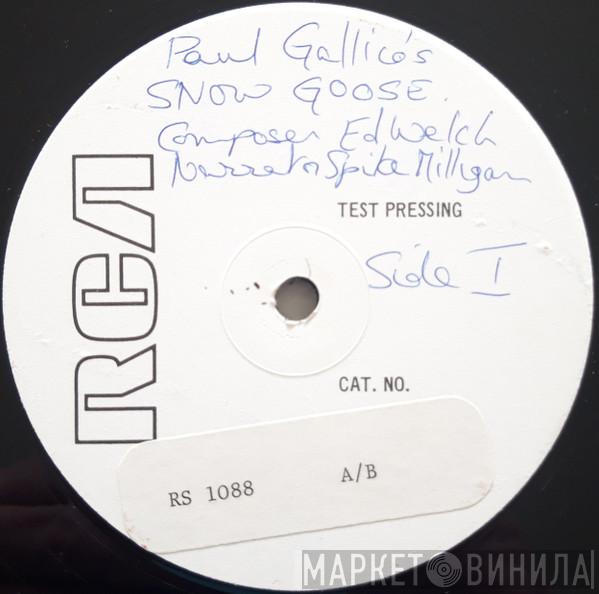 Paul Gallico's
SNOW GOOSE.
Composer Ed Welch
Narrator Spike Milligan
RCA
TEST PRESSING
Side I
CAT. NO.
RS 1088 A/B
МАРКЕТ ВИНИЛА